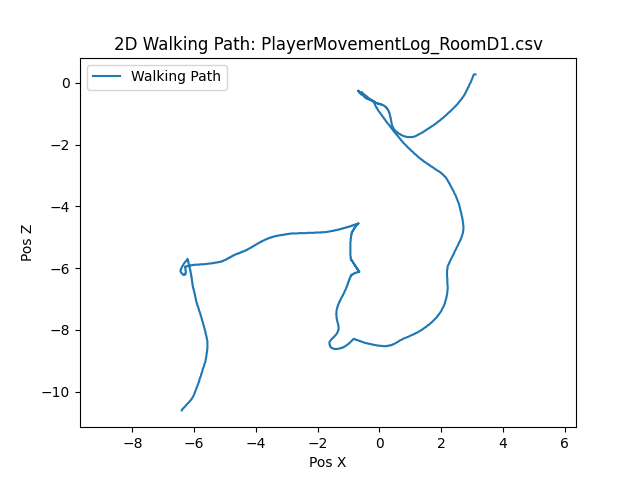 2D Walking Path: PlayerMovementLog_RoomD1.csv
Walking Path
Pos Z
0
−2
−4
−6
−8
−10
−8 −6 −4 −2 0 2 4 6
Pos X